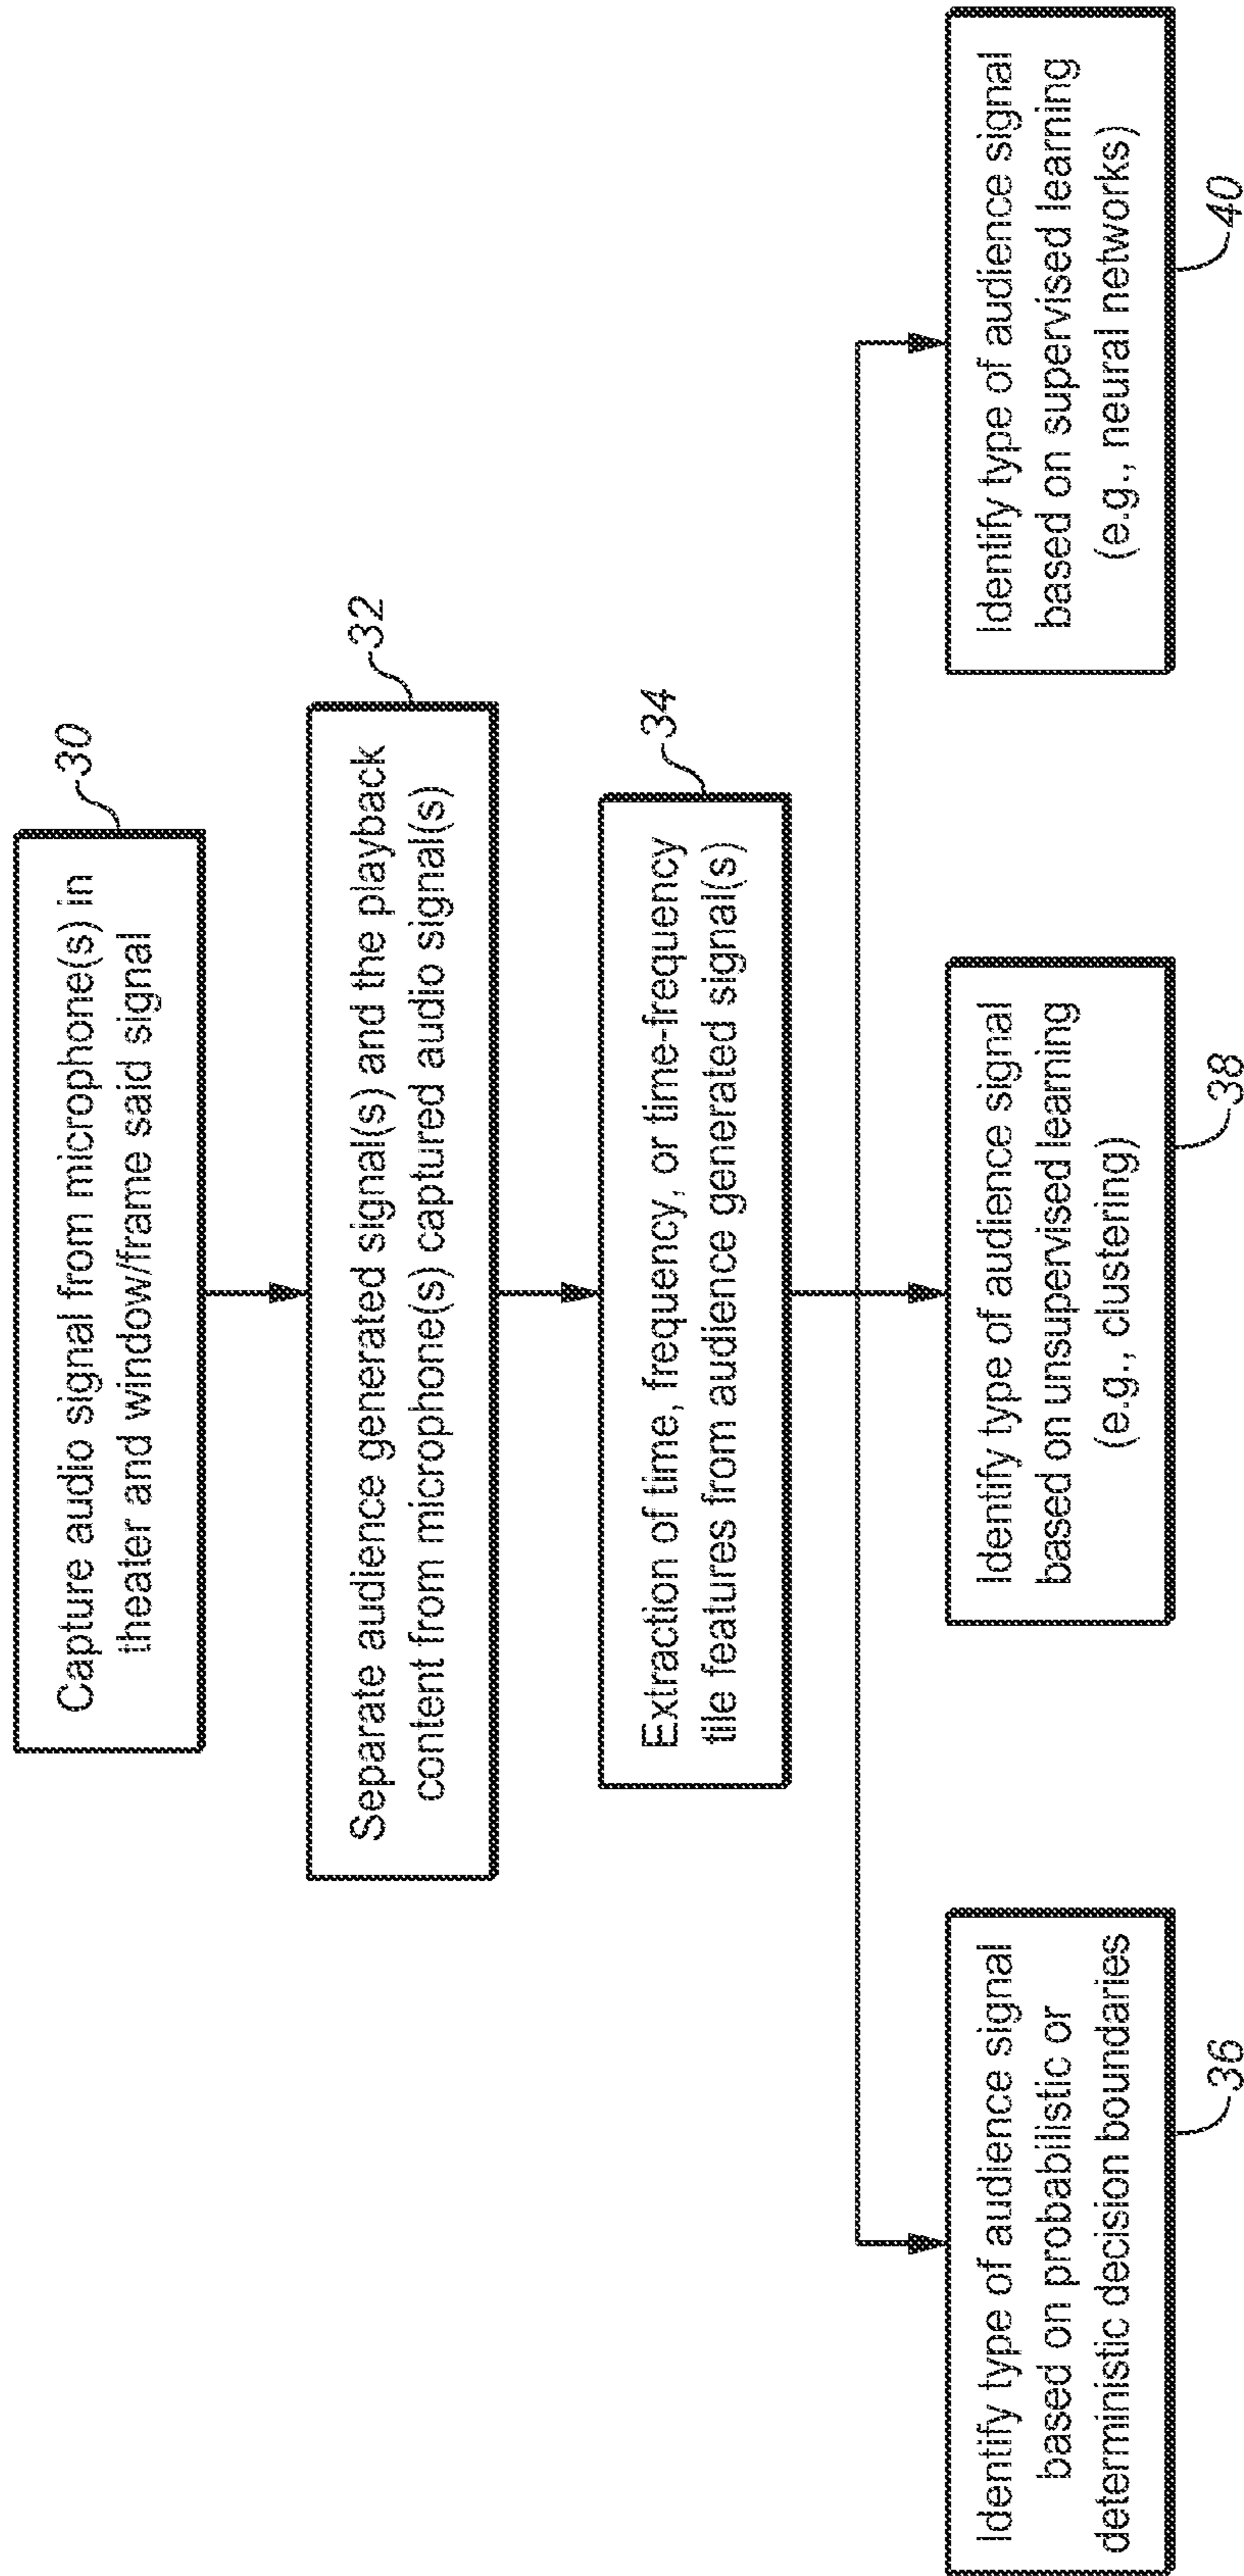 Capture audio signal from microphone(s) in
theater and window/frame said signal
30
Separate audience generated signal(s) and the playback
content from microphone(s) captured audio signal(s)
32
Extraction of time, frequency, or time-frequency
tile features from audience generated signal(s)
34
Identify type of audience signal
based on probabilistic or
deterministic decision boundaries
36
Identify type of audience signal
based on unsupervised learning
(e.g., clustering)
38
Identify type of audience signal
based on supervised learning
(e.g., neural networks)
40